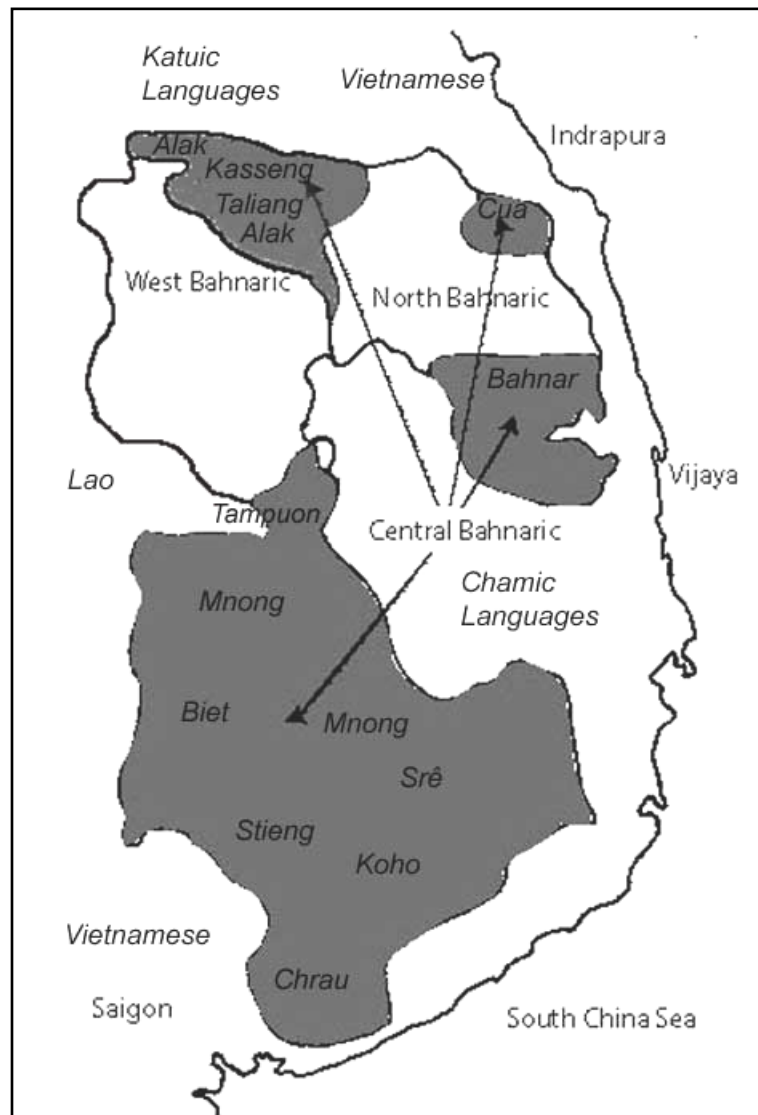 Katuic
Languages
Vietnamese
Indrapura
Alak
Kasseng
Taliang
Alak
Cua
West Bahnaric
North Bahnaric
Bahnar
Lao
Vijaya
Tampuon
Central Bahnaric
Mnong
Chamic
Languages
Biet
Mnong
Srê
Stieng
Koho
Vietnamese
Chrau
Saigon
South China Sea